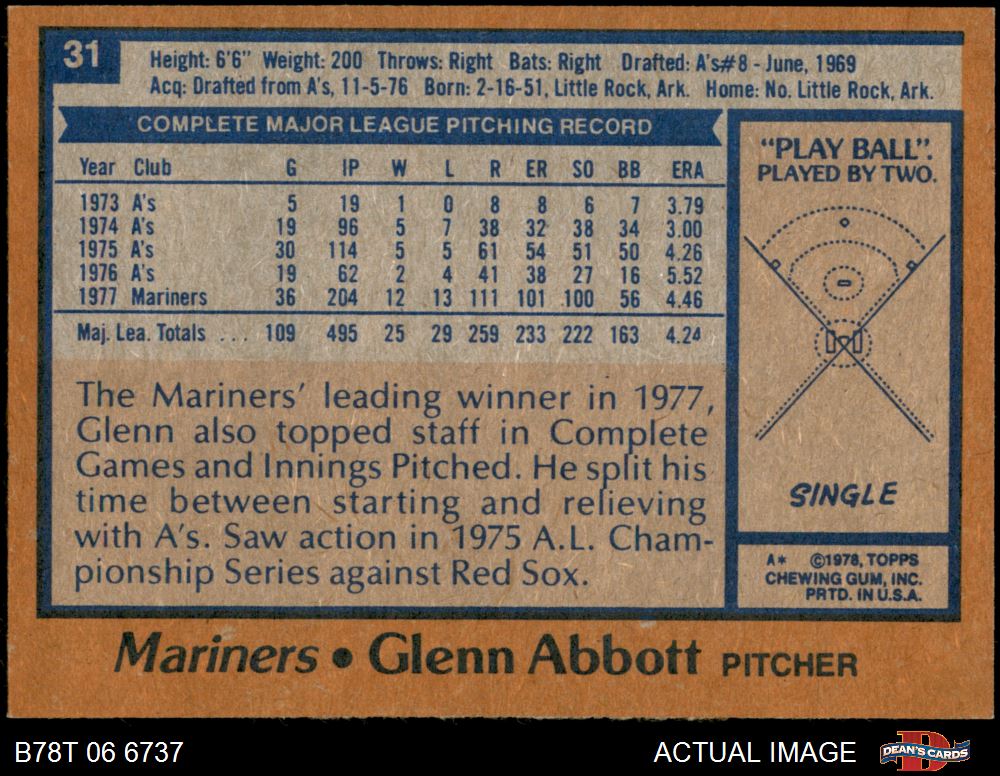 31
Height: 6'6" Weight: 200 Throws: Right Bats: Right Drafted: A's#8 - June, 1969
Acq: Drafted from A's, 11-5-76 Born: 2-16-51, Little Rock, Ark. Home: No. Little Rock, Ark.
COMPLETE MAJOR LEAGUE PITCHING RECORD
Year Club G IP W L R ER SO BB ERA
1973 A's 5 19 1 0 8 8 6 7 3.79
1974 A's 19 96 5 7 38 32 38 34 3.00
1975 A's 30 114 5 5 61 54 51 50 4.26
1976 A's 19 62 2 4 41 38 27 16 5.52
1977 Mariners 36 204 12 13 111 101 100 56 4.46
Maj. Lea. Totals ... 109 495 25 29 259 233 222 163 4.24
The Mariners' leading winner in 1977,
Glenn also topped staff in Complete
Games and Innings Pitched. He split his
time between starting and relieving
with A's. Saw action in 1975 A.L. Cham-
pionship Series against Red Sox.
"PLAY BALL".
PLAYED BY TWO.
SINGLE
A* ©1978, TOPPS
CHEWING GUM, INC.
PRTD. IN U.S.A.
Mariners • Glenn Abbott PITCHER
B78T 06 6737 ACTUAL IMAGE DEAN'S CARDS